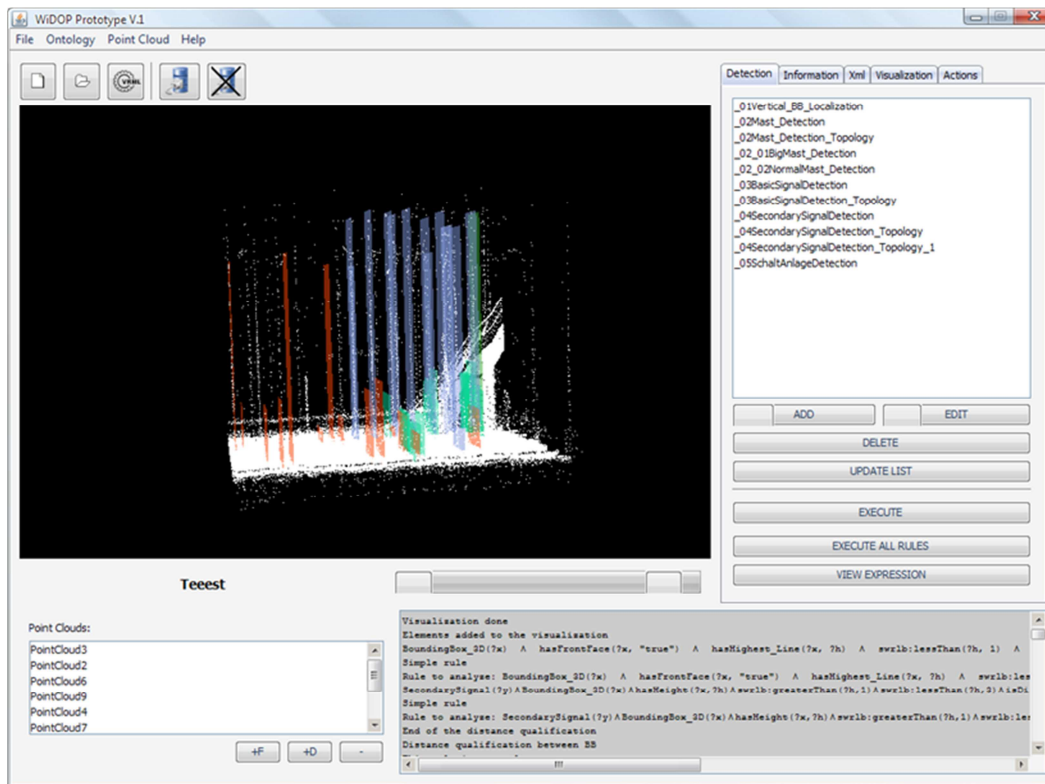 WiDOP Prototype V.1
File Ontology Point Cloud Help
VRML
Detection Information Xml Visualization Actions
_01Vertical_BB_Localization
_02Mast_Detection
_02Mast_Detection_Topology
_02_01BigMast_Detection
_02_02NormalMast_Detection
_03BasicSignalDetection
_03BasicSignalDetection_Topology
_04SecondarySignalDetection
_04SecondarySignalDetection_Topology
_04SecondarySignalDetection_Topology_1
_05SchaltAnlageDetection
ADD EDIT
DELETE
UPDATE LIST
EXECUTE
EXECUTE ALL RULES
VIEW EXPRESSION
Teeest
Point Clouds:
PointCloud3
PointCloud2
PointCloud6
PointCloud9
PointCloud4
PointCloud7
+F +D -
Visualization done
Elements added to the visualization
BoundingBox_3D(?x) ∧ hasFrontFace(?x, "true") ∧ hasHighest_Line(?x, ?h) ∧ swrlb:lessThan(?h, 1) ∧
Simple rule
Rule to analyze: BoundingBox_3D(?x) ∧ hasFrontFace(?x, "true") ∧ hasHighest_Line(?x, ?h) ∧ swrlb:les
SecondarySignal(?y)∧BoundingBox_3D(?x)∧hasHeight(?x,?h)∧swrlb:greaterThan(?h,1)∧swrlb:lessThan(?h,3)∧isDi
Simple rule
Rule to analyze: SecondarySignal(?y)∧BoundingBox_3D(?x)∧hasHeight(?x,?h)∧swrlb:greaterThan(?h,1)∧swrlb:les
End of the distance qualification
Distance qualification between BB